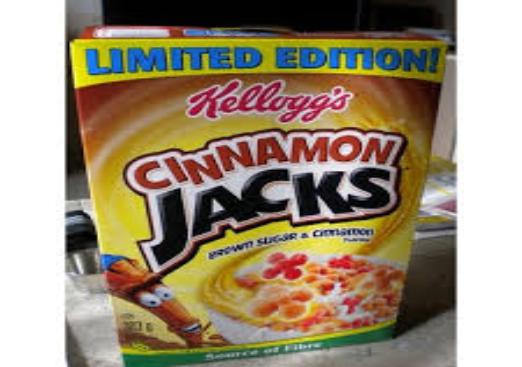 LIMITED EDITION!
Kellogg's
CINNAMON
JACKS
BROWN SUGAR & CINNAMON
Source of Fibre